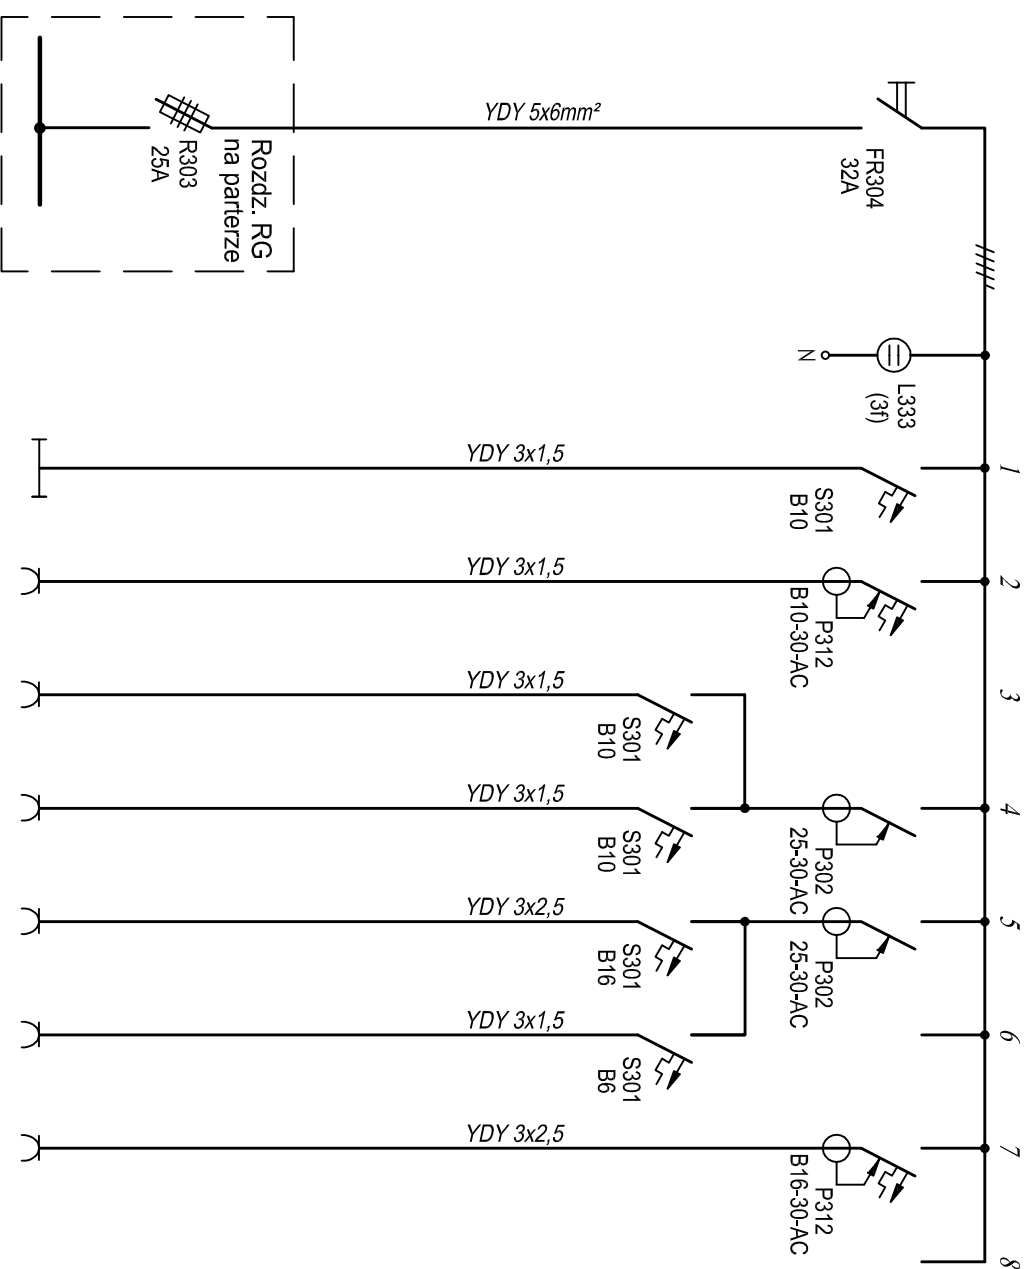 YDY 5x6mm²
R303
25A
Rozdz. RG
na parterze
FR304
32A
N
L333
(3f)
1
YDY 3x1,5
S301
B10
2
YDY 3x1,5
P312
B10-30-AC
3
YDY 3x1,5
S301
B10
4
YDY 3x1,5
S301
B10
P302
25-30-AC
5
YDY 3x2,5
S301
B16
P302
25-30-AC
6
YDY 3x1,5
S301
B6
7
YDY 3x2,5
P312
B16-30-AC
8